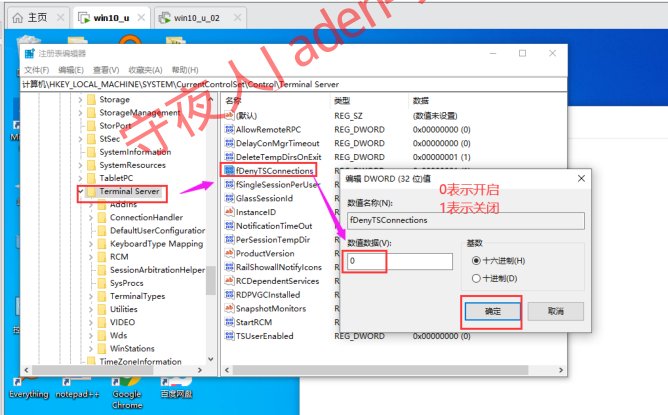 主页
win10_u
win10_u_02
守夜人I aden
注册表编辑器
文件(F) 编辑(E) 查看(V) 收藏夹(A) 帮助(H)
计算机\HKEY_LOCAL_MACHINE\SYSTEM\CurrentControlSet\Control\Terminal Server
Storage
StorageManagement
StorPort
StSec
SystemInformation
SystemResources
TabletPC
Terminal Server
AddIns
ConnectionHandler
DefaultUserConfiguration
KeyboardType Mapping
RCM
SessionArbitrationHelper
SysProcs
TerminalTypes
Utilities
VIDEO
Wds
WinStations
TimeZoneInformation
名称 类型 数据
(默认) REG_SZ (数值未设置)
AllowRemoteRPC REG_DWORD 0x00000000 (0)
DelayConMgrTimeout REG_DWORD 0x00000000 (0)
DeleteTempDirsOnExit REG_DWORD 0x00000001 (1)
fDenyTSConnections
fSingleSessionPerUser
GlassSessionId
InstanceID
NotificationTimeOut
PerSessionTempDir
ProductVersion
RailShowallNotifyIcons
RCDependentServices
RDPVGCInstalled
SnapshotMonitors
StartRCM
TSUserEnabled REG_DWORD 0x00000000 (0)
编辑 DWORD (32 位)值
0表示开启
1表示关闭
数值名称(N):
fDenyTSConnections
数值数据(V):
0
基数
十六进制(H)
十进制(D)
确定
取消
Everything
notepad++
Google Chrome
百度网盘